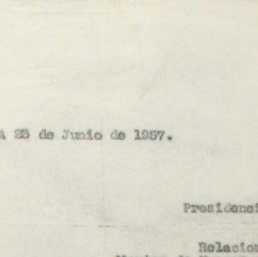 A 25 de Junio de 1957.
Presidenci
Relacion